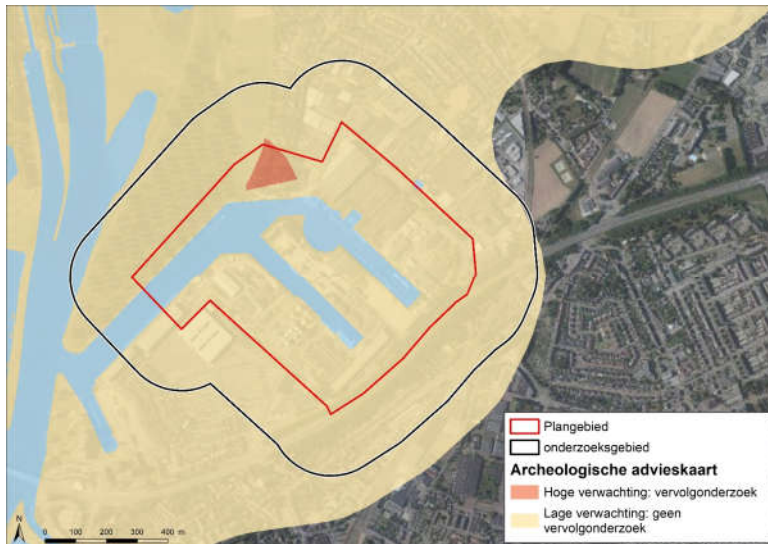 Plangebied
onderzoeksgebied
Archeologische advieskaart
Hoge verwachting: vervolgonderzoek
Lage verwachting: geen
vervolgonderzoek
N
0 100 200 300 400 m